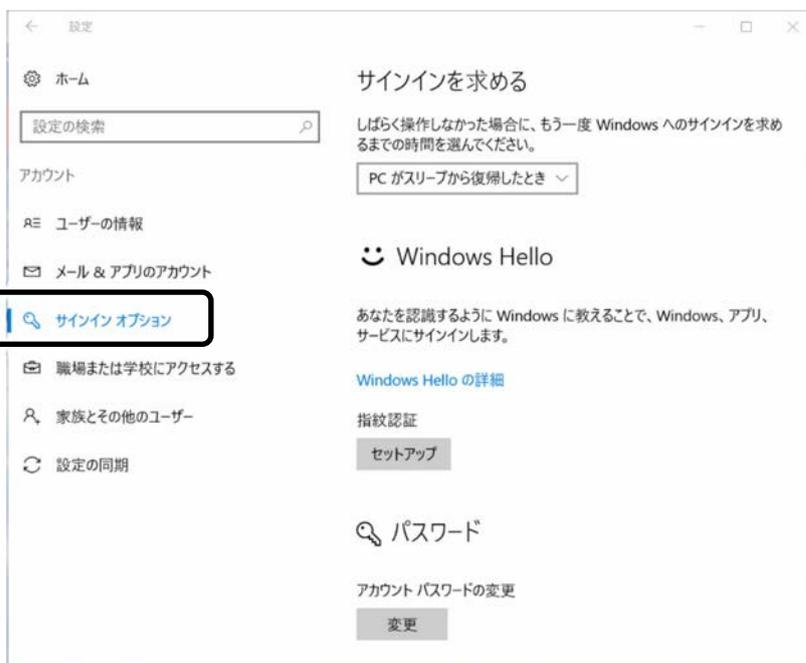 設定
ホーム
設定の検索
アカウント
ユーザーの情報
メール & アプリのアカウント
サインイン オプション
職場または学校にアクセスする
家族とその他のユーザー
設定の同期
サインインを求める
しばらく操作しなかった場合に、もう一度 Windows へのサインインを求め
るまでの時間を選んでください。
PC がスリープから復帰したとき
Windows Hello
あなたを認識するように Windows に教えることで、Windows、アプリ、
サービスにサインインします。
Windows Hello の詳細
指紋認証
セットアップ
パスワード
アカウント パスワードの変更
変更